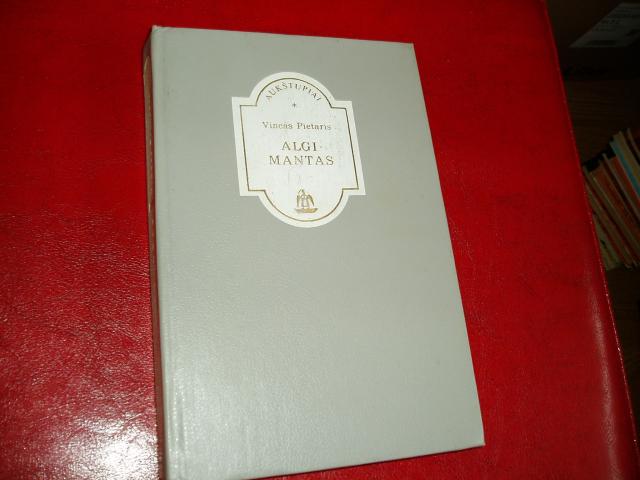 AUKŠTUPIAI
*
Vincas Pietaris
ALGI-
MANTAS